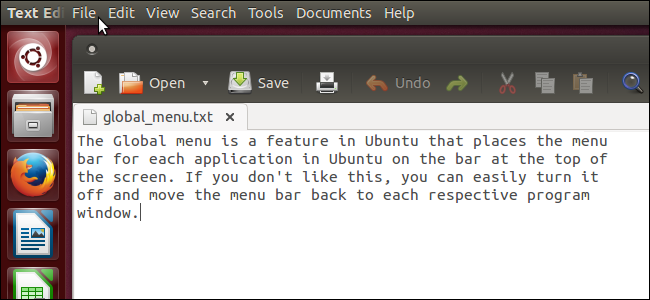 Text Edi File Edit View Search Tools Documents Help
Open Save Undo
global_menu.txt
The Global menu is a feature in Ubuntu that places the menu
bar for each application in Ubuntu on the bar at the top of
the screen. If you don't like this, you can easily turn it
off and move the menu bar back to each respective program
window.